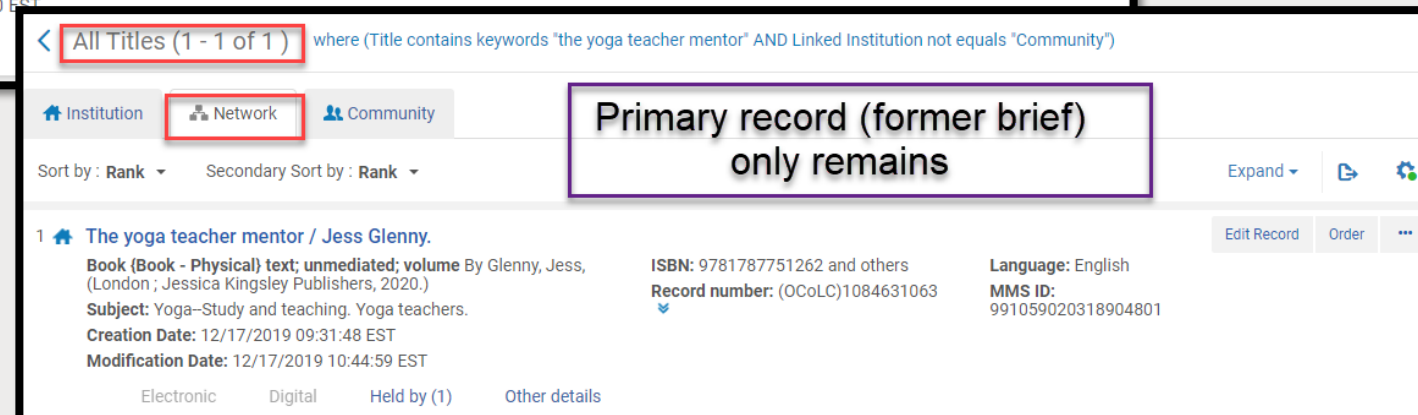 All Titles (1 - 1 of 1 ) where (Title contains keywords "the yoga teacher mentor" AND Linked Institution not equals "Community")
Institution Network Community
Primary record (former brief)
only remains
Sort by : Rank Secondary Sort by : Rank Expand
1 The yoga teacher mentor / Jess Glenny. Edit Record Order
Book {Book - Physical} text; unmediated; volume By Glenny, Jess, ISBN: 9781787751262 and others Language: English
(London ; Jessica Kingsley Publishers, 2020.) Record number: (OCoLC)1084631063 MMS ID:
991059020318904801
Subject: Yoga--Study and teaching. Yoga teachers.
Creation Date: 12/17/2019 09:31:48 EST
Modification Date: 12/17/2019 10:44:59 EST
Electronic Digital Held by (1) Other details